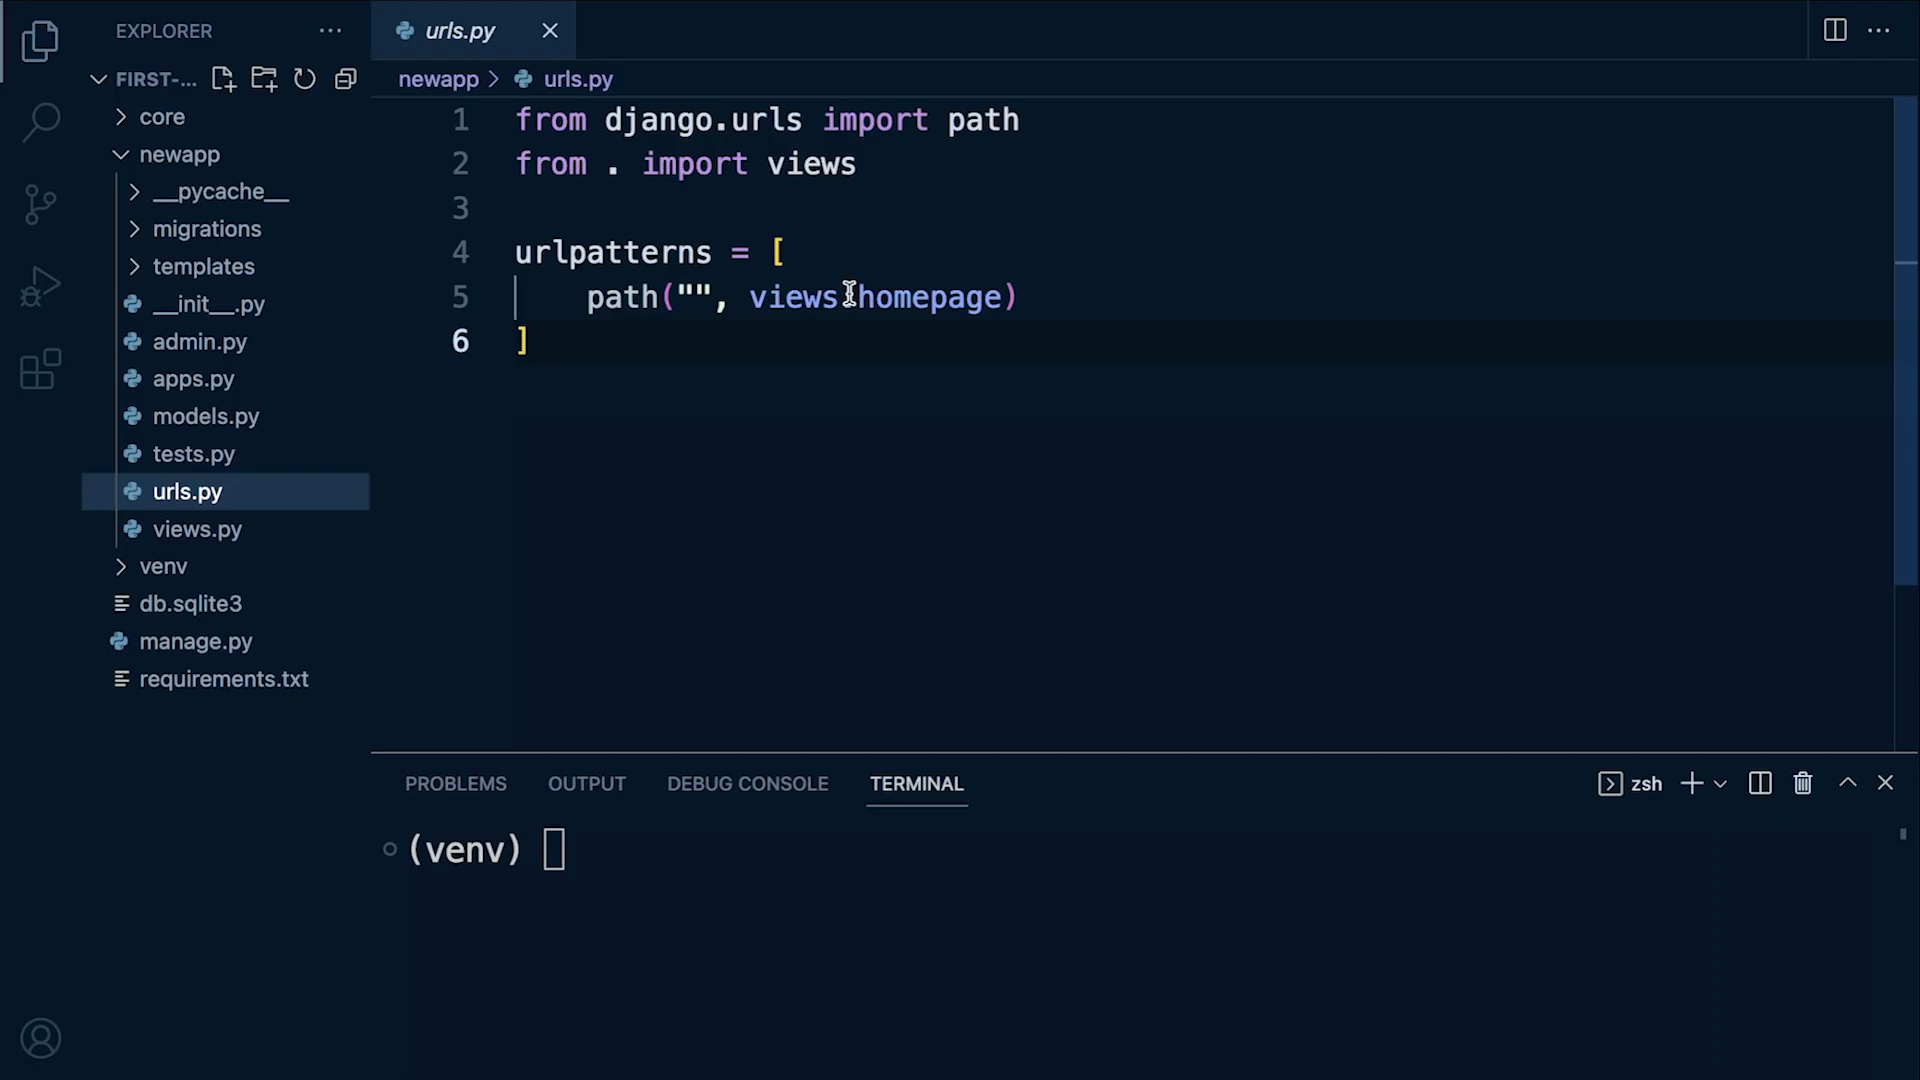 EXPLORER
FIRST-...
core
newapp
__pycache__
migrations
templates
__init__.py
admin.py
apps.py
models.py
tests.py
urls.py
views.py
venv
db.sqlite3
manage.py
requirements.txt
urls.py
newapp > urls.py
1 from django.urls import path
2 from . import views
3
4 urlpatterns = [
5     path("", views.homepage)
6 ]
PROBLEMS OUTPUT DEBUG CONSOLE TERMINAL
zsh
(venv)